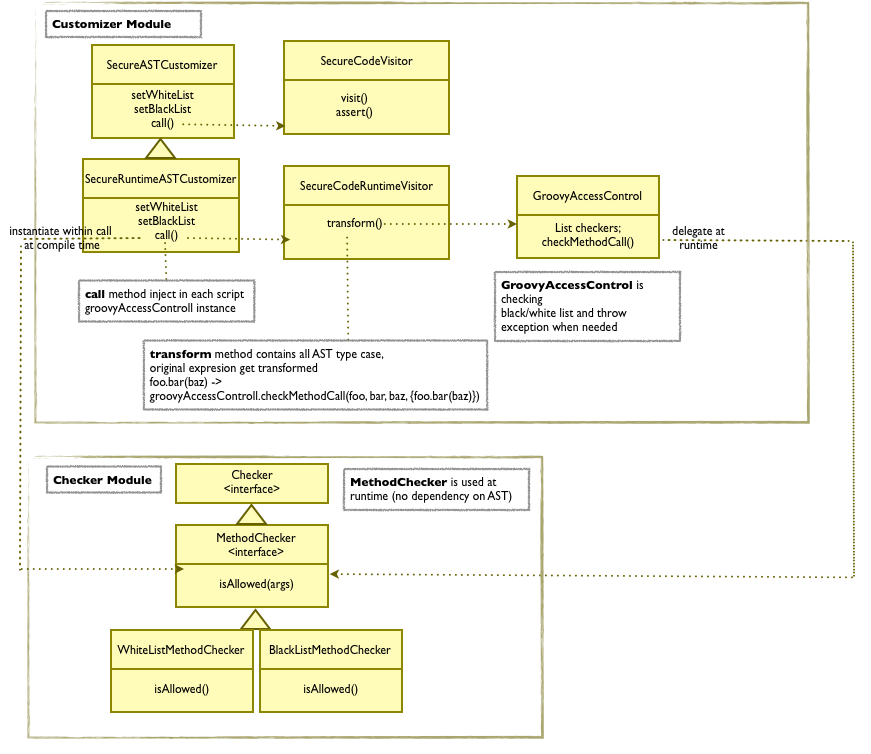 Customizer Module
SecureASTCustomizer
setWhiteList
setBlackList
call()
SecureCodeVisitor
visit()
assert()
SecureRuntimeASTCustomizer
setWhiteList
setBlackList
call()
SecureCodeRuntimeVisitor
transform()
GroovyAccessControl
List checkers;
checkMethodCall()
instantiate within call
at compile time
delegate at
runtime
call method inject in each script
groovyAccessControll instance
GroovyAccessControl is
checking
black/white list and throw
exception when needed
transform method contains all AST type case,
original expresion get transformed
foo.bar(baz) ->
groovyAccessControll.checkMethodCall(foo, bar, baz, {foo.bar(baz)})
Checker Module
Checker
<interface>
MethodChecker is used at
runtime (no dependency on AST)
MethodChecker
<interface>
isAllowed(args)
WhiteListMethodChecker
isAllowed()
BlackListMethodChecker
isAllowed()